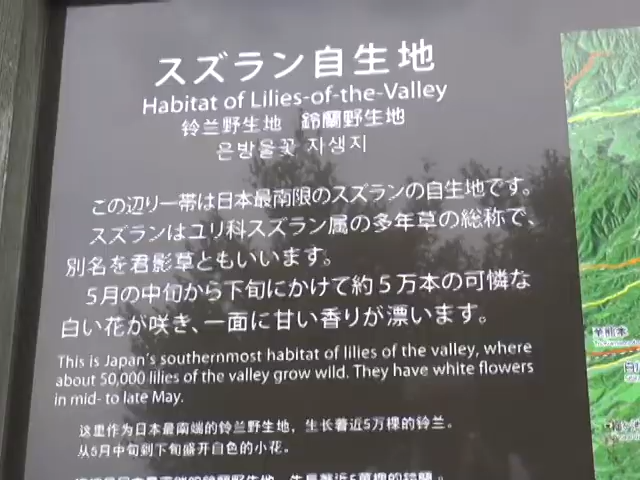 スズラン自生地
Habitat of Lilies-of-the-Valley
铃兰野生地　鈴蘭野生地
은방울꽃 자생지
この辺り一帯は日本最南限のスズランの自生地です。
スズランはユリ科スズラン属の多年草の総称で、
別名を君影草ともいいます。
5月の中旬から下旬にかけて約5万本の可憐な
白い花が咲き、一面に甘い香りが漂います。
This is Japan's southernmost habitat of lilies of the valley, where
about 50,000 lilies of the valley grow wild. They have white flowers
in mid- to late May.
这里作为日本最南端的铃兰野生地，生长着近5万棵的铃兰。
从5月中旬到下旬盛开白色的小花。